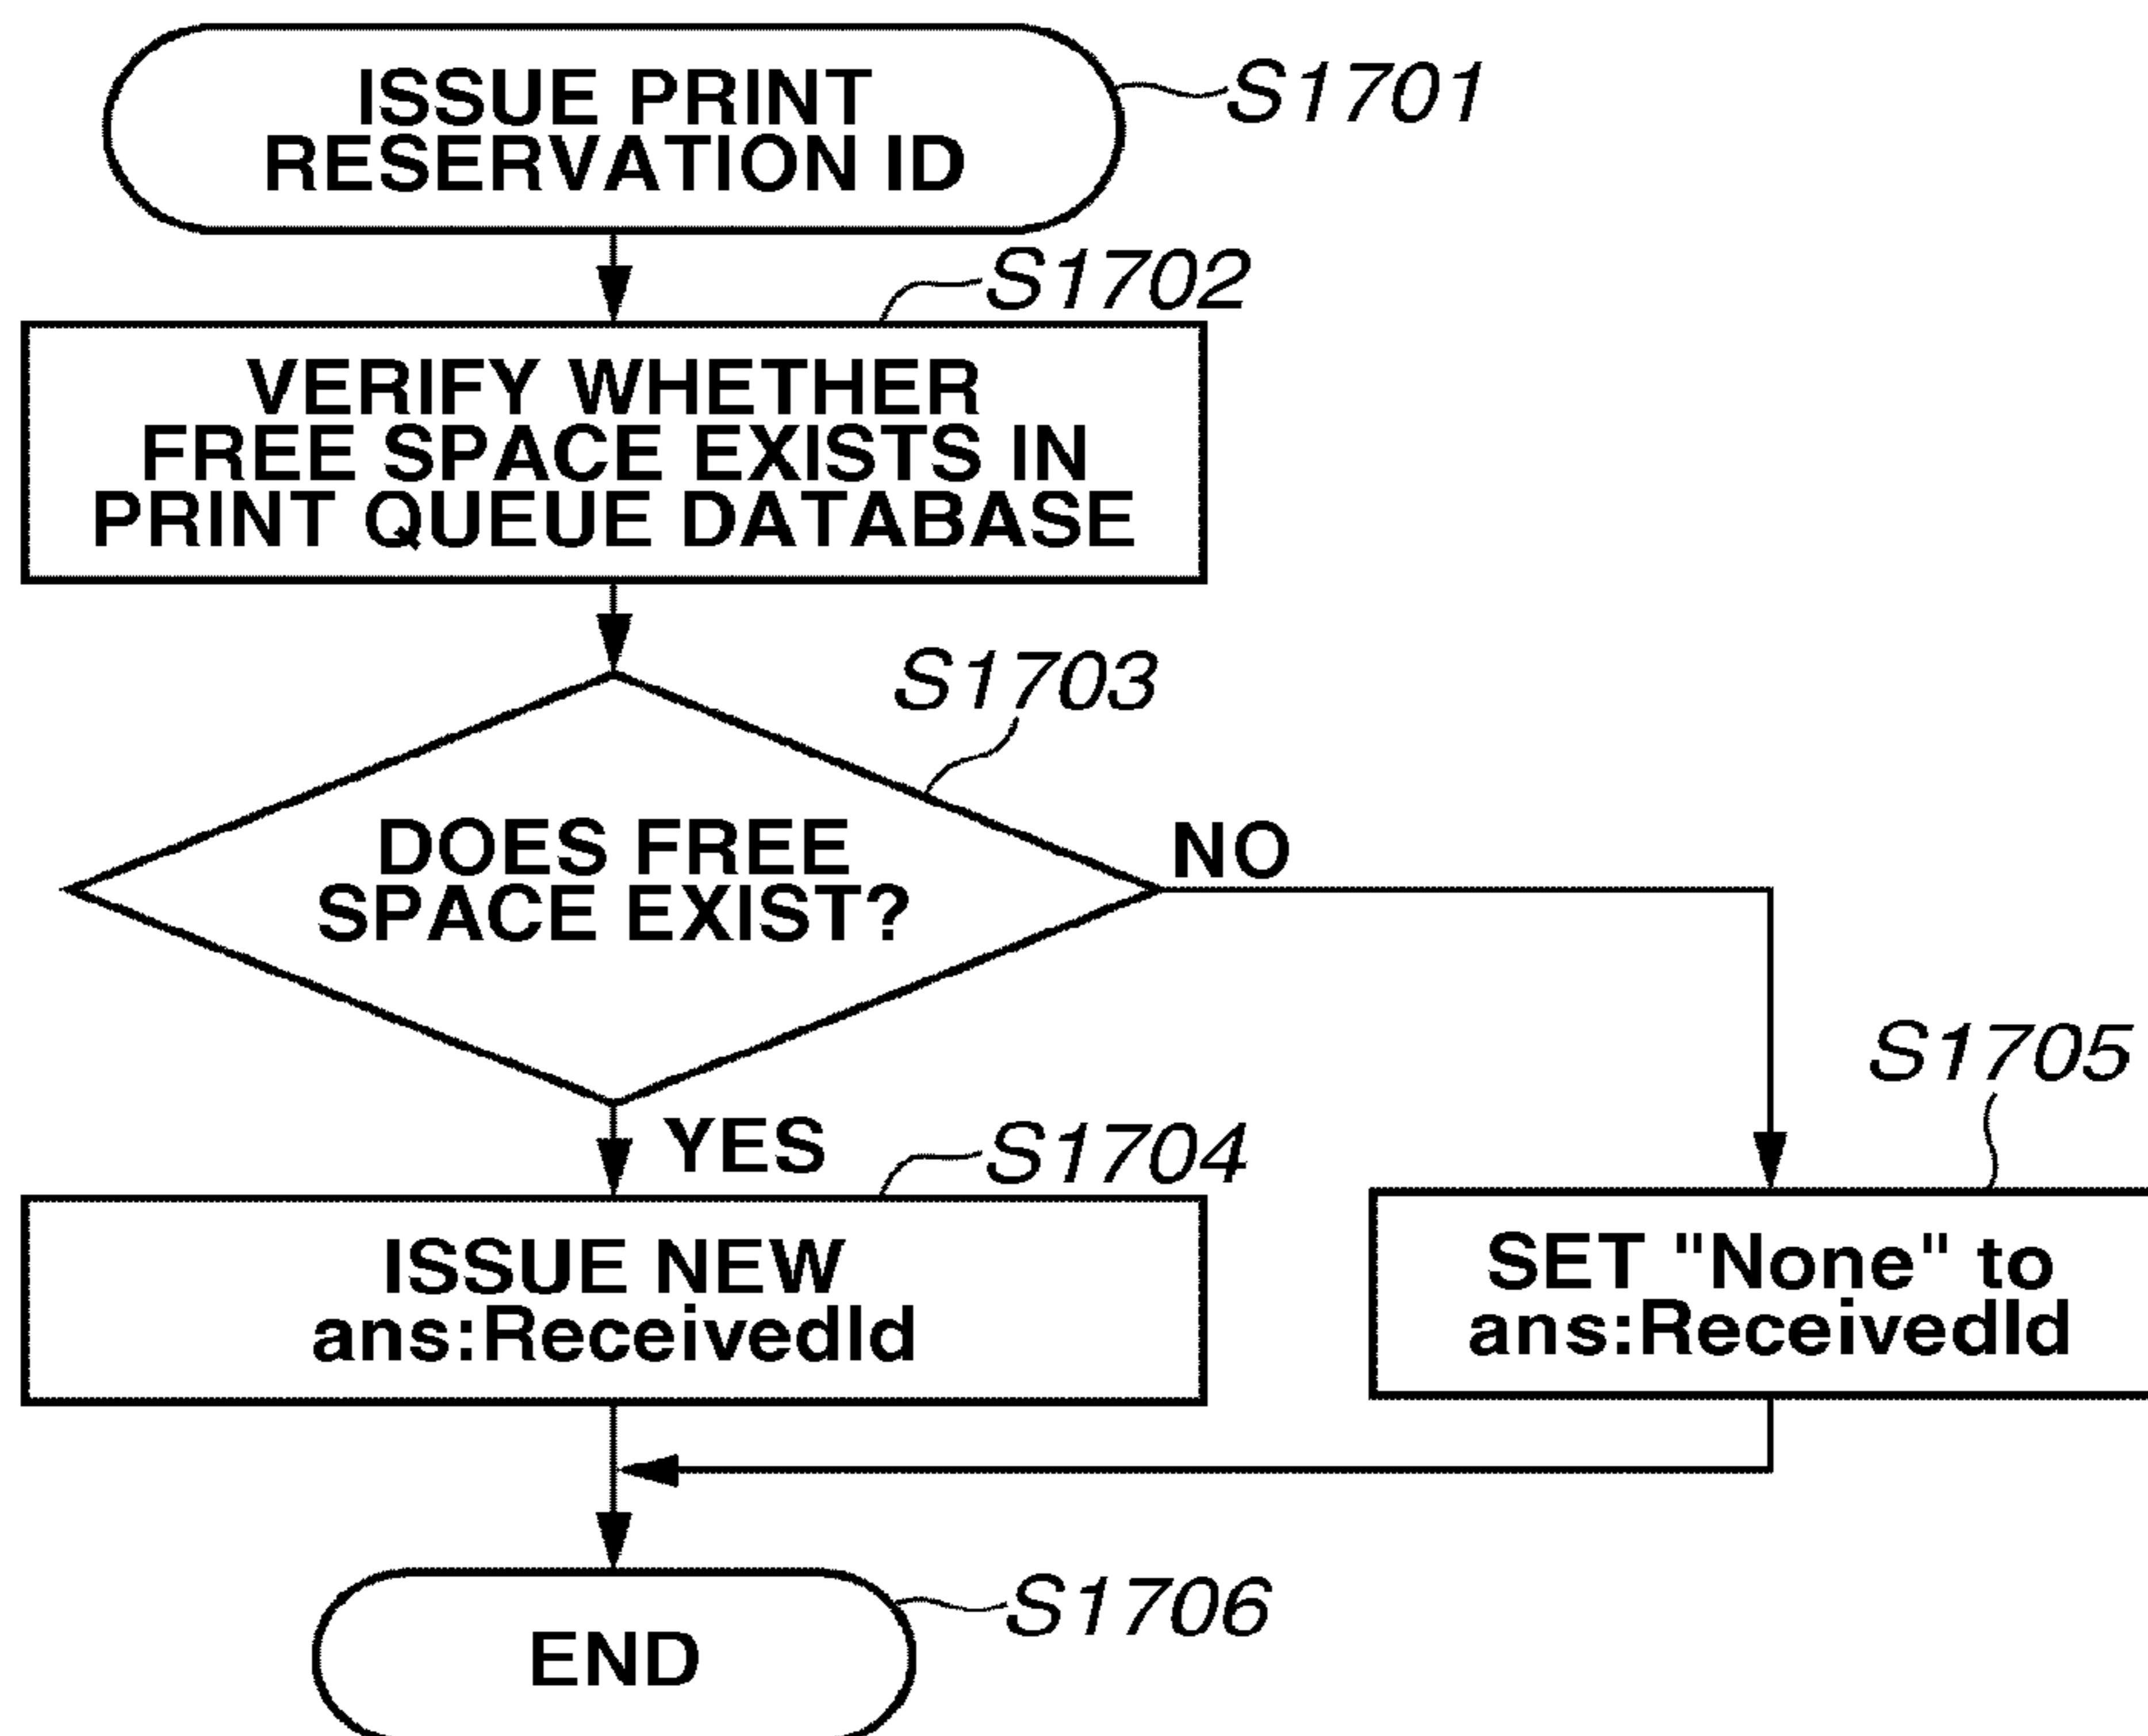 ISSUE PRINT
RESERVATION ID
S1701
S1702
VERIFY WHETHER
FREE SPACE EXISTS IN
PRINT QUEUE DATABASE
S1703
DOES FREE
SPACE EXIST?
NO
YES
S1704
S1705
ISSUE NEW
ans:ReceivedId
SET "None" to
ans:ReceivedId
S1706
END